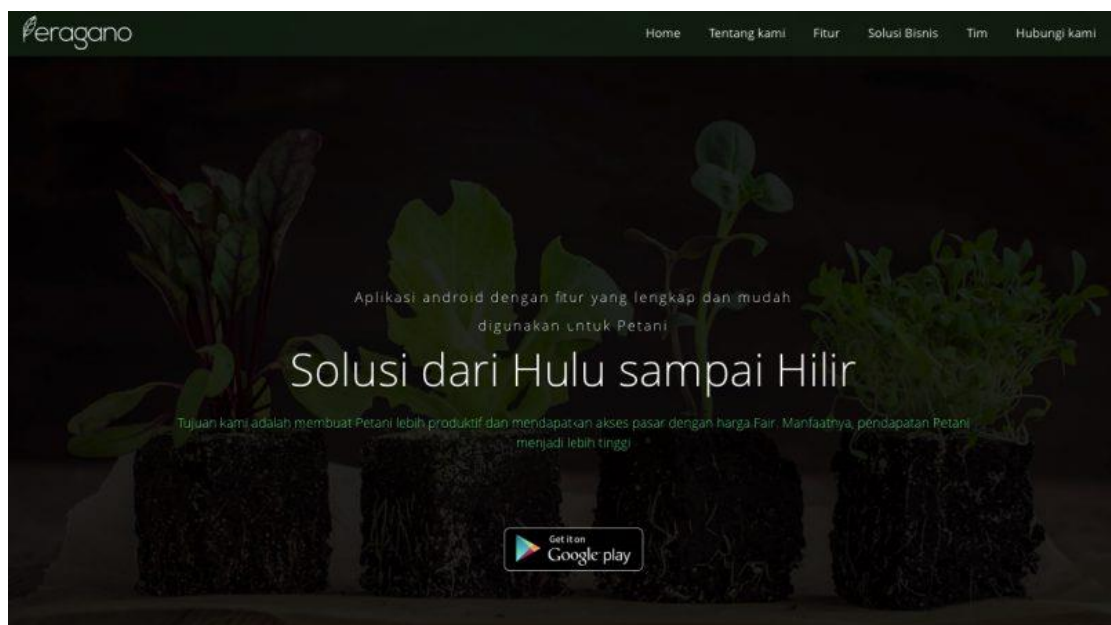 Peragano
Home Tentang kami Fitur Solusi Bisnis Tim Hubungi kami
Aplikasi android dengan fitur yang lengkap dan mudah
digunakan untuk Petani
Solusi dari Hulu sampai Hilir
Tujuan kami adalah membuat Petani lebih produktif dan mendapatkan akses pasar dengan harga Fair. Manfaatnya, pendapatan Petani
menjadi lebih tinggi
Get it on
Google play